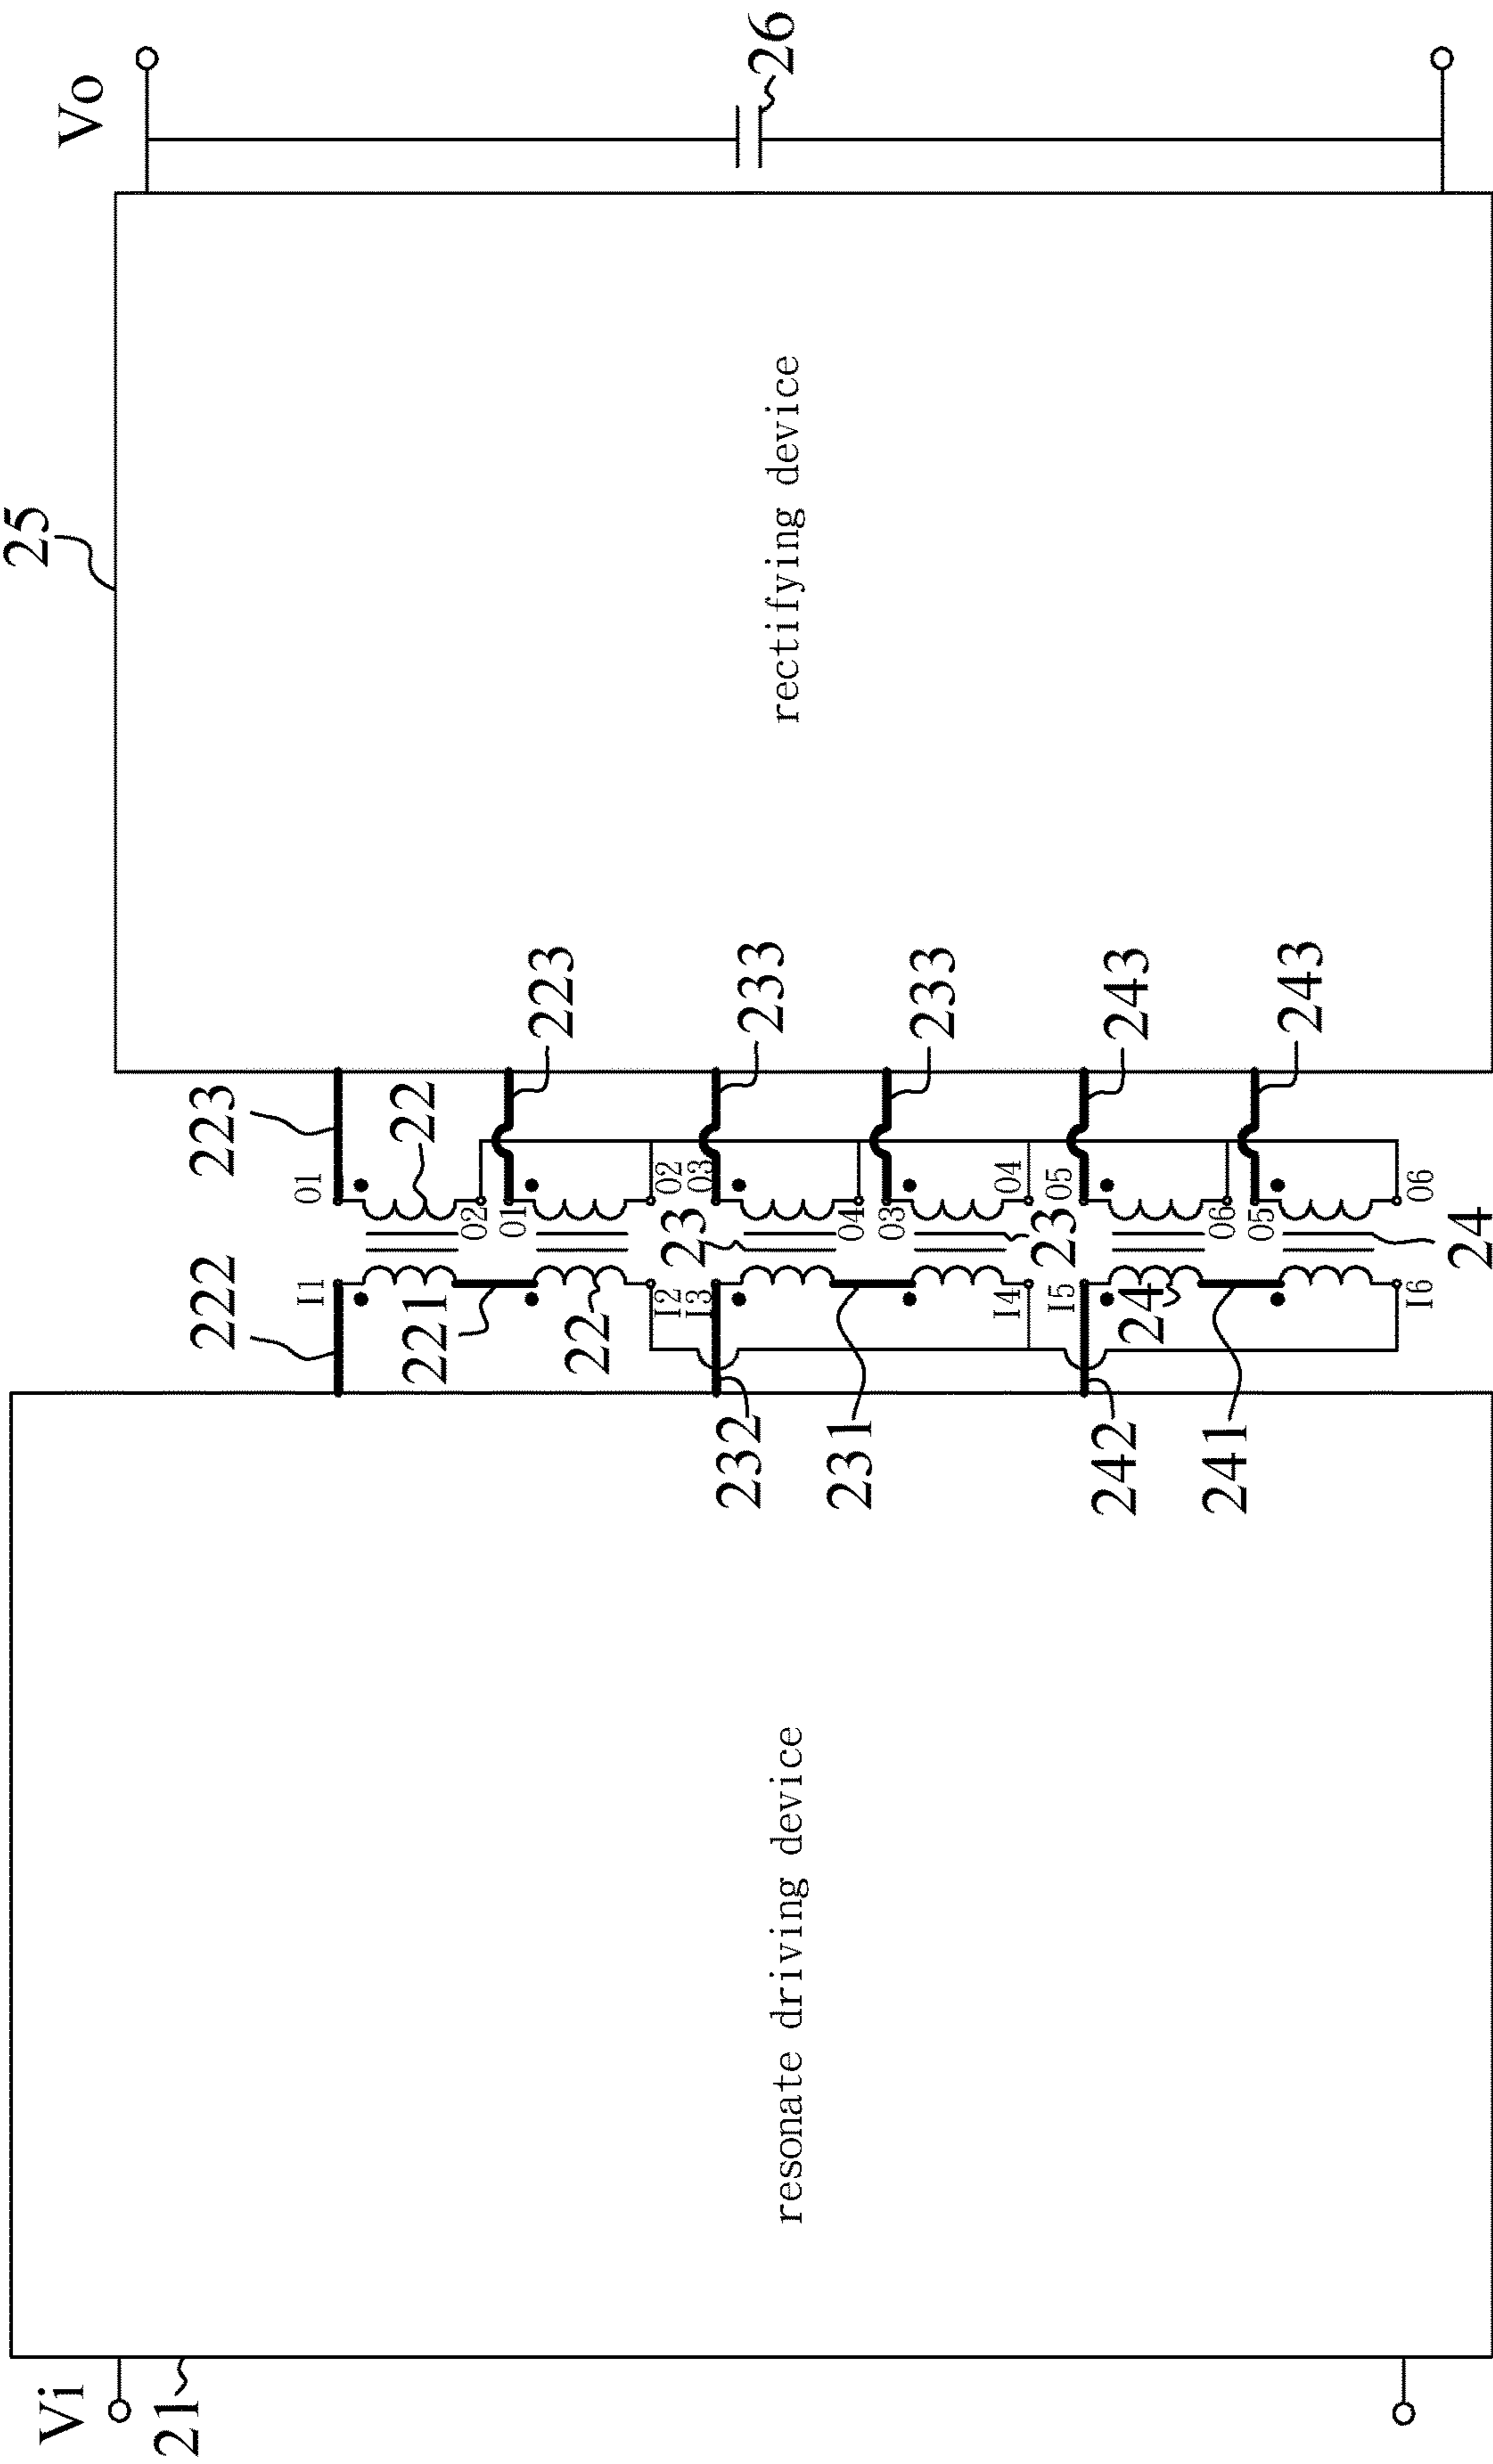 Vi
21
resonate driving device
222
I1
221
22
I2
I3
232
231
I4
I5
242
24
241
I6
O1
22
O2
O1
O2
O3
23
O4
O3
O4
23
O5
O6
O5
O6
24
223
223
233
233
243
243
25
rectifying device
Vo
26